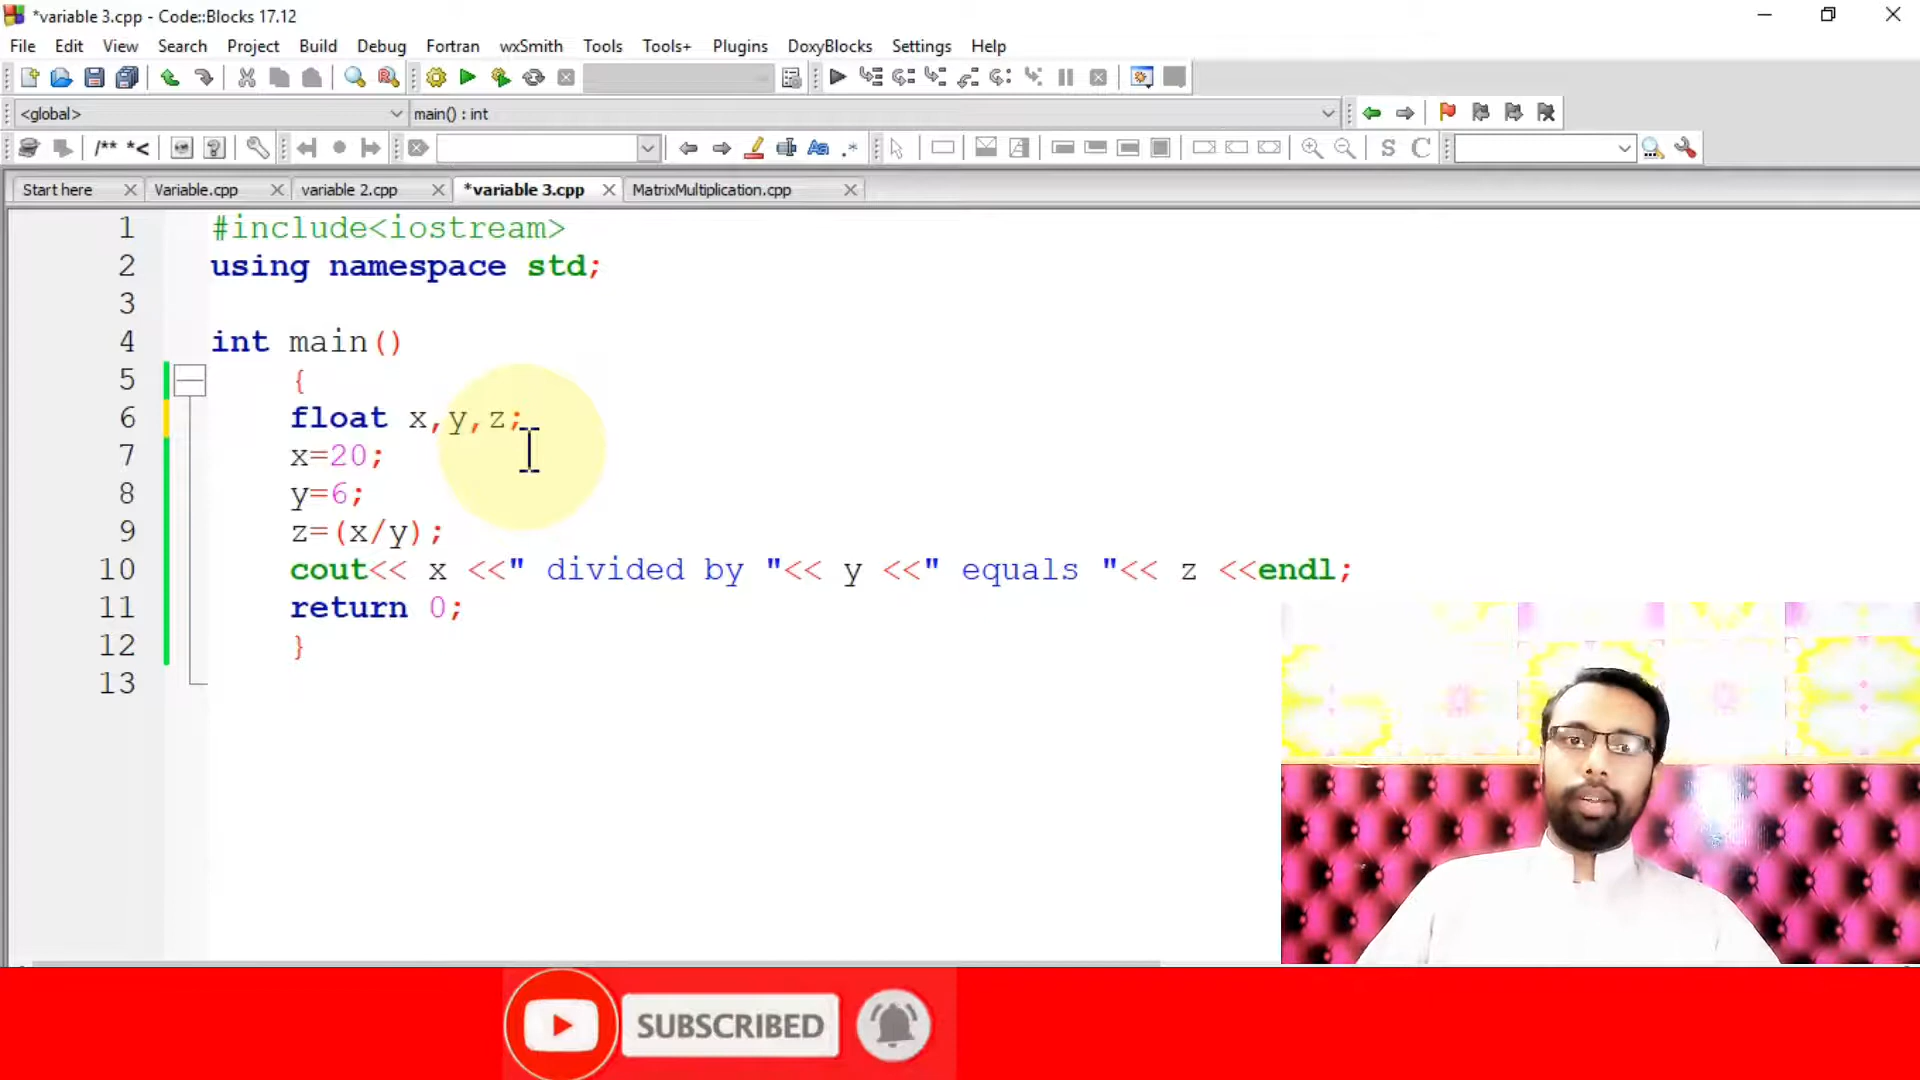 *variable 3.cpp - Code::Blocks 17.12
File Edit View Search Project Build Debug Fortran wxSmith Tools Tools+ Plugins DoxyBlocks Settings Help
<global> main() : int
/** *< S C
Start here Variable.cpp variable 2.cpp *variable 3.cpp MatrixMultiplication.cpp
1 #include<iostream>
2 using namespace std;
3
4 int main()
5 {
6 float x,y,z;
7 x=20;
8 y=6;
9 z=(x/y);
10 cout<< x <<" divided by "<< y <<" equals "<< z <<endl;
11 return 0;
12 }
13
SUBSCRIBED